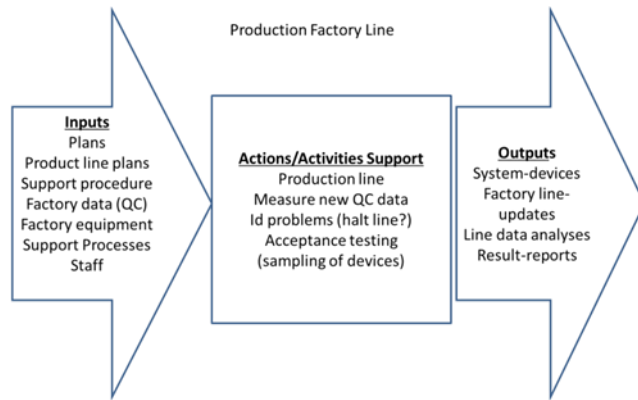 Production Factory Line
Inputs
Plans
Product line plans
Support procedure
Factory data (QC)
Factory equipment
Support Processes
Staff
Actions/Activities Support
Production line
Measure new QC data
Id problems (halt line?)
Acceptance testing
(sampling of devices)
Outputs
System-devices
Factory line-
updates
Line data analyses
Result-reports